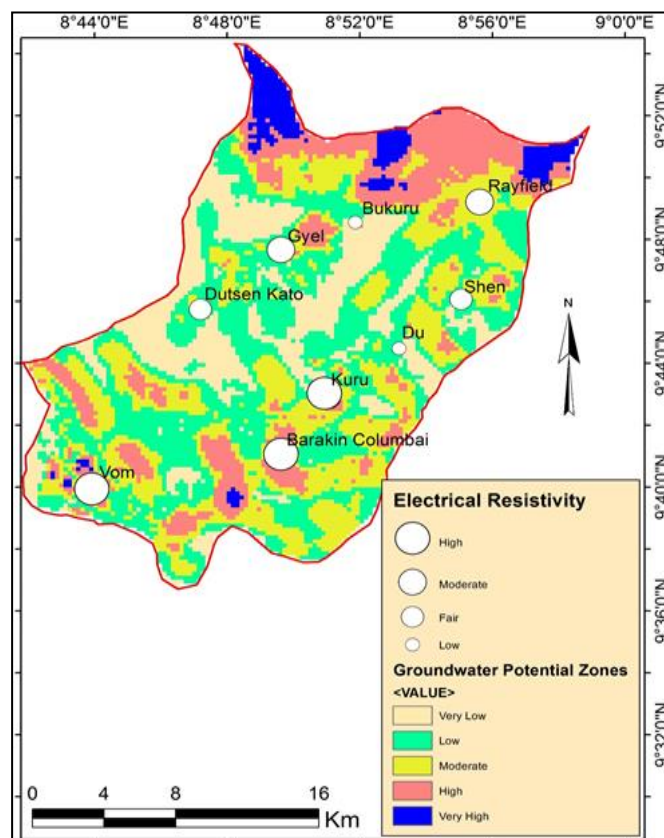 8°44'0"E 8°48'0"E 8°52'0"E 8°56'0"E 9°0'0"E
9°52'0"N
9°48'0"N
9°44'0"N
9°40'0"N
9°36'0"N
9°32'0"N
Rayfield
Bukuru
Gyel
Shen
Dutsen Kato
Du
N
Kuru
Barakin Columbai
Vom
Electrical Resistivity
High
Moderate
Fair
Low
Groundwater Potential Zones
<VALUE>
Very Low
Low
Moderate
High
Very High
0 4 8 16
Km